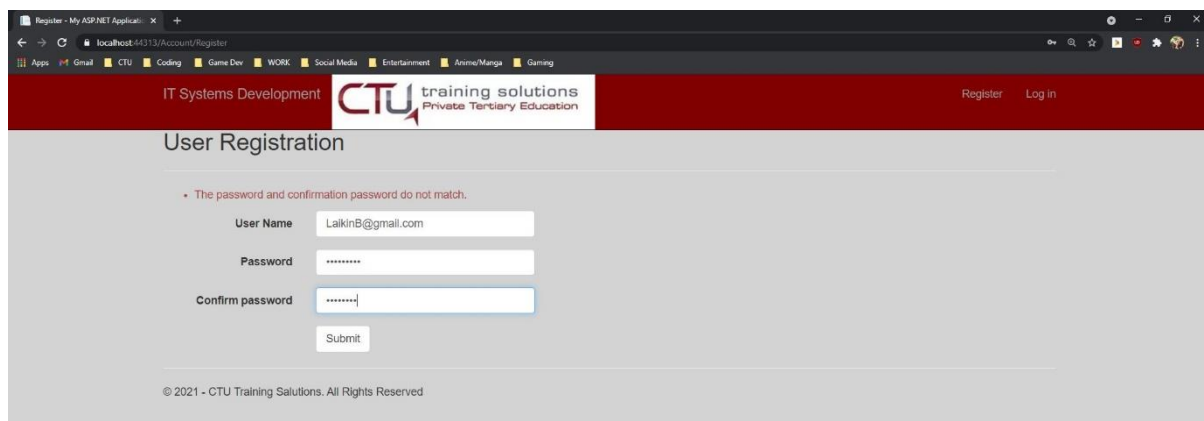 Register - My ASP.NET Applicatio
localhost:44313/Account/Register
Apps Gmail CTU Coding Game Dev WORK Social Media Entertainment Anime/Manga Gaming
IT Systems Development CTU training solutions Register Log in
Private Tertiary Education
User Registration
• The password and confirmation password do not match.
User Name LaikinB@gmail.com
Password •••••••••
Confirm password ••••••••
Submit
© 2021 - CTU Training Salutions. All Rights Reserved